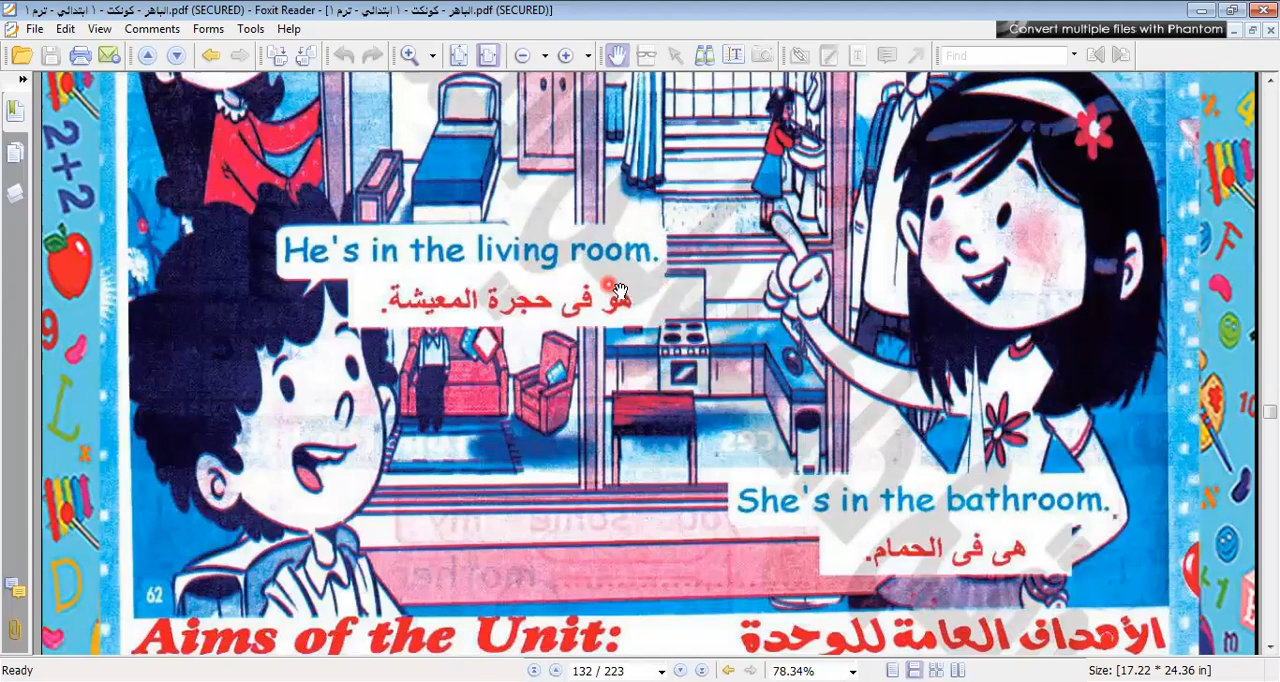 الباهر - كونكت - ١ ابتدائي - ترم ١.pdf (SECURED) - Foxit Reader - [الباهر - كونكت - ١ ابتدائي - ترم ١.pdf (SECURED)]
File Edit View Comments Forms Tools Help
Convert multiple files with Phantom
Find
2+2
He's in the living room.
هو فى حجرة المعيشة.
She's in the bathroom.
هى فى الحمام.
62
Aims of the Unit:
الأهداف العامة للوحدة
Ready
132 / 223
78.34%
Size: [17.22 * 24.36 in]